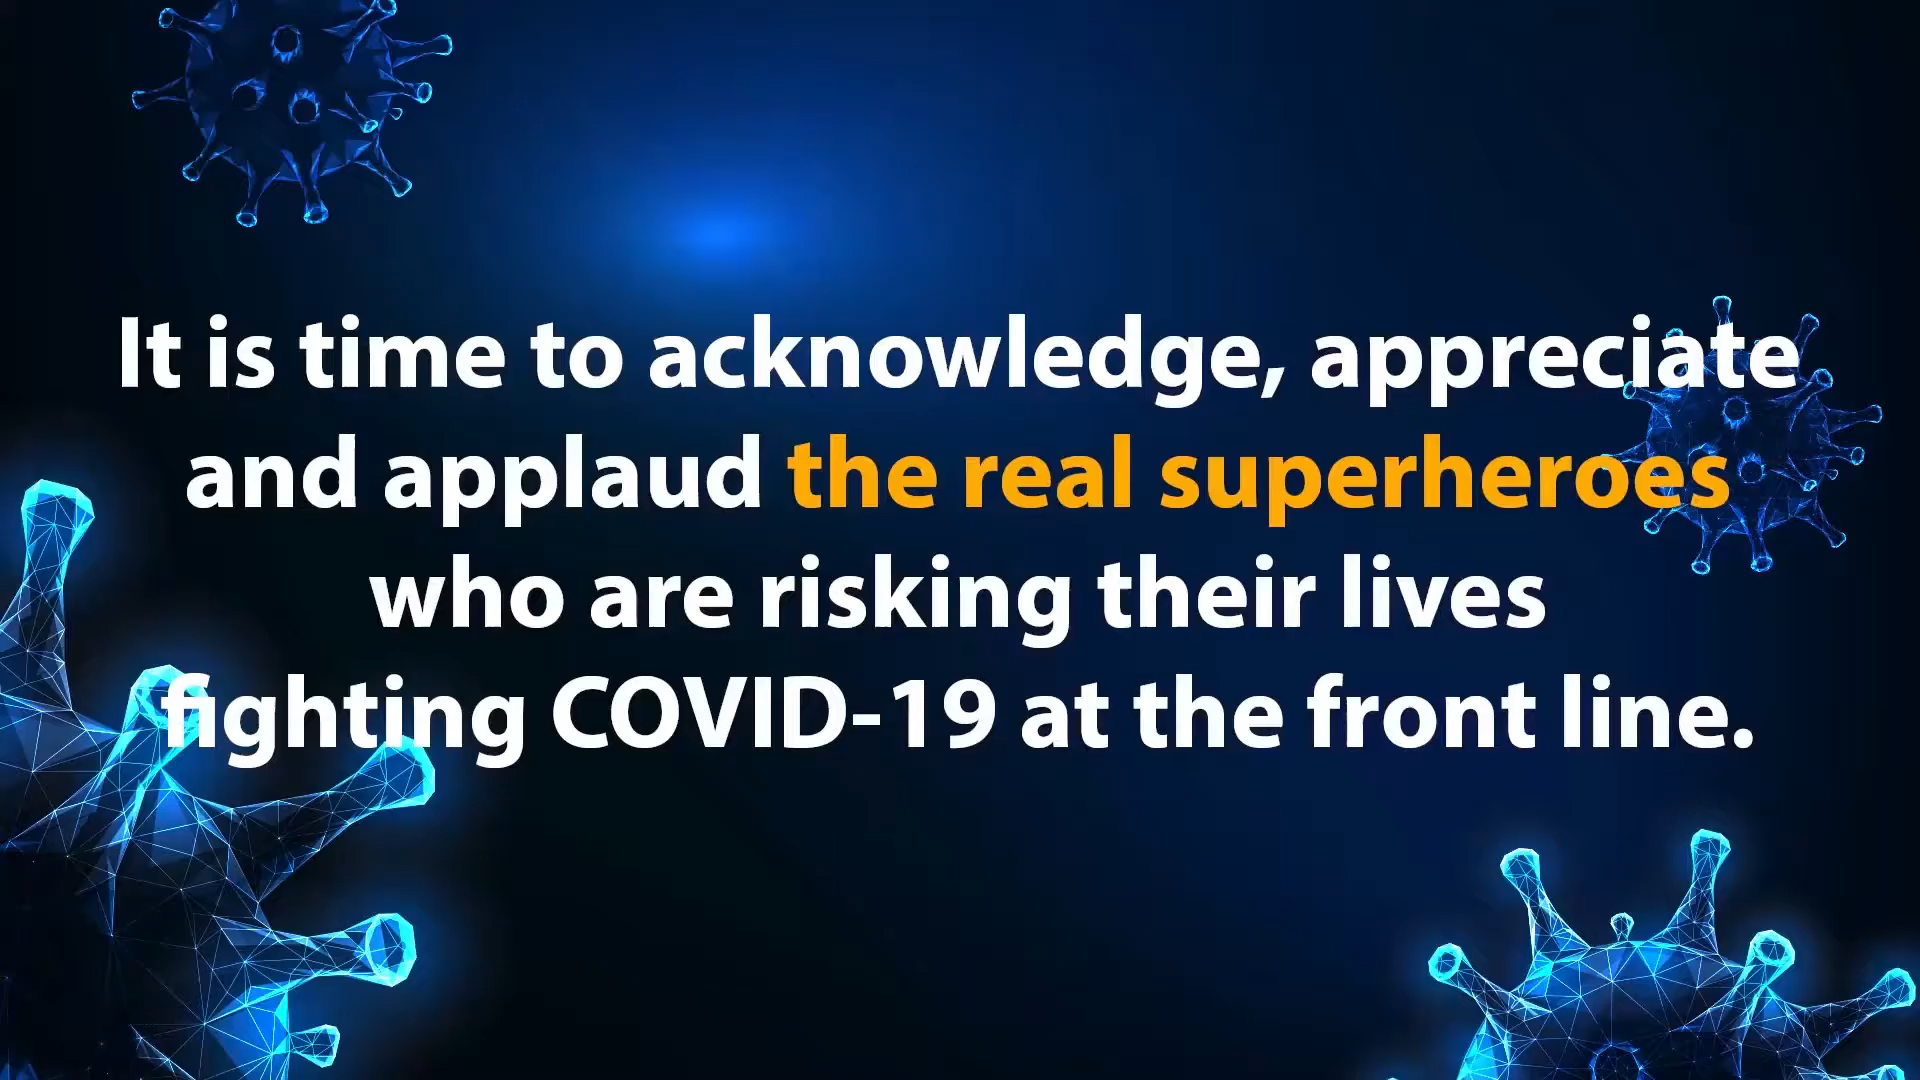 It is time to acknowledge, appreciate
and applaud the real superheroes
who are risking their lives
fighting COVID-19 at the front line.